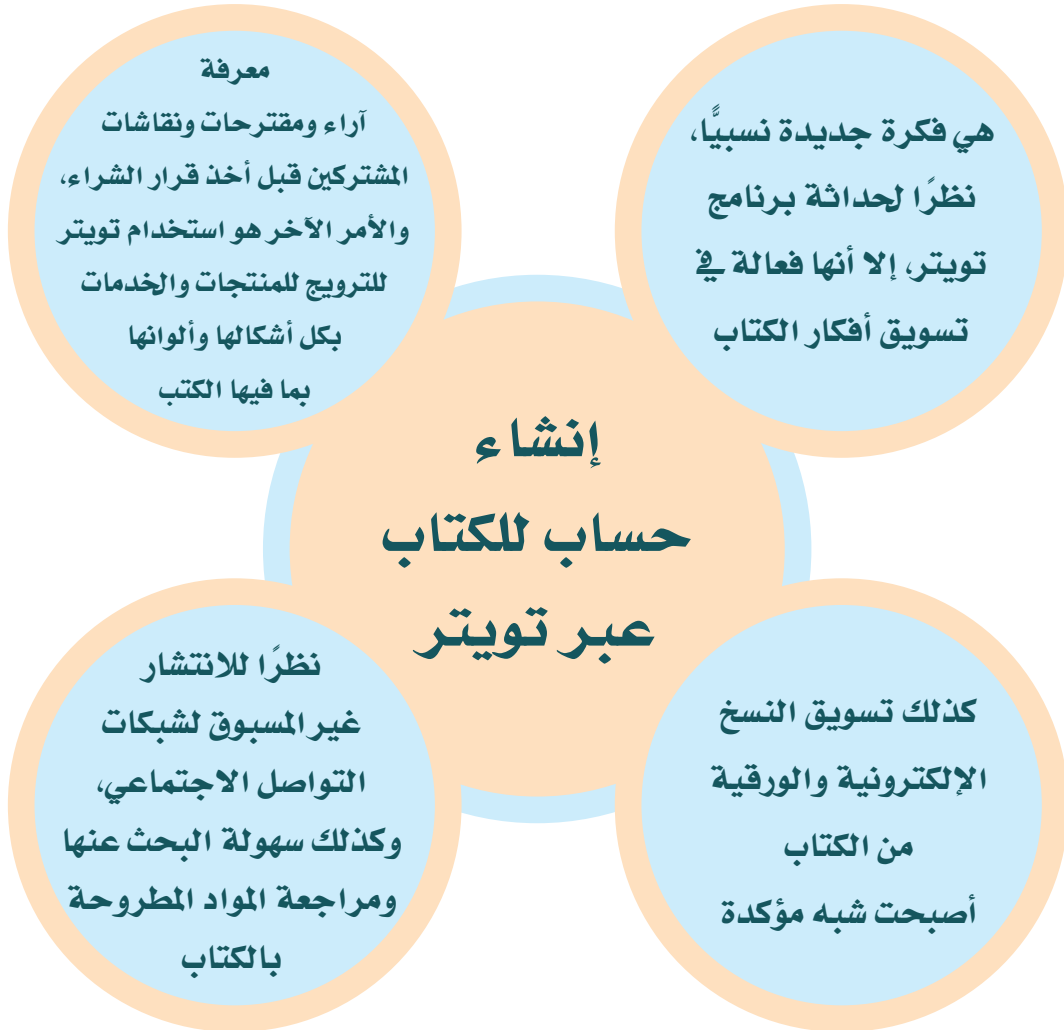 إنشاء
حساب للكتاب
عبر تويتر
هي فكرة جديدة نسبيًّا،
نظرًا لحداثة برنامج
تويتر، إلا أنها فعالة في
تسويق أفكار الكتاب
كذلك تسويق النسخ
الإلكترونية والورقية
من الكتاب
أصبحت شبه مؤكدة
نظرًا للانتشار
غير المسبوق لشبكات
التواصل الاجتماعي،
وكذلك سهولة البحث عنها
ومراجعة المواد المطروحة
بالكتاب
معرفة
آراء ومقترحات ونقاشات
المشتركين قبل أخذ قرار الشراء،
والأمر الآخر هو استخدام تويتر
للترويج للمنتجات والخدمات
بكل أشكالها وألوانها
بما فيها الكتب